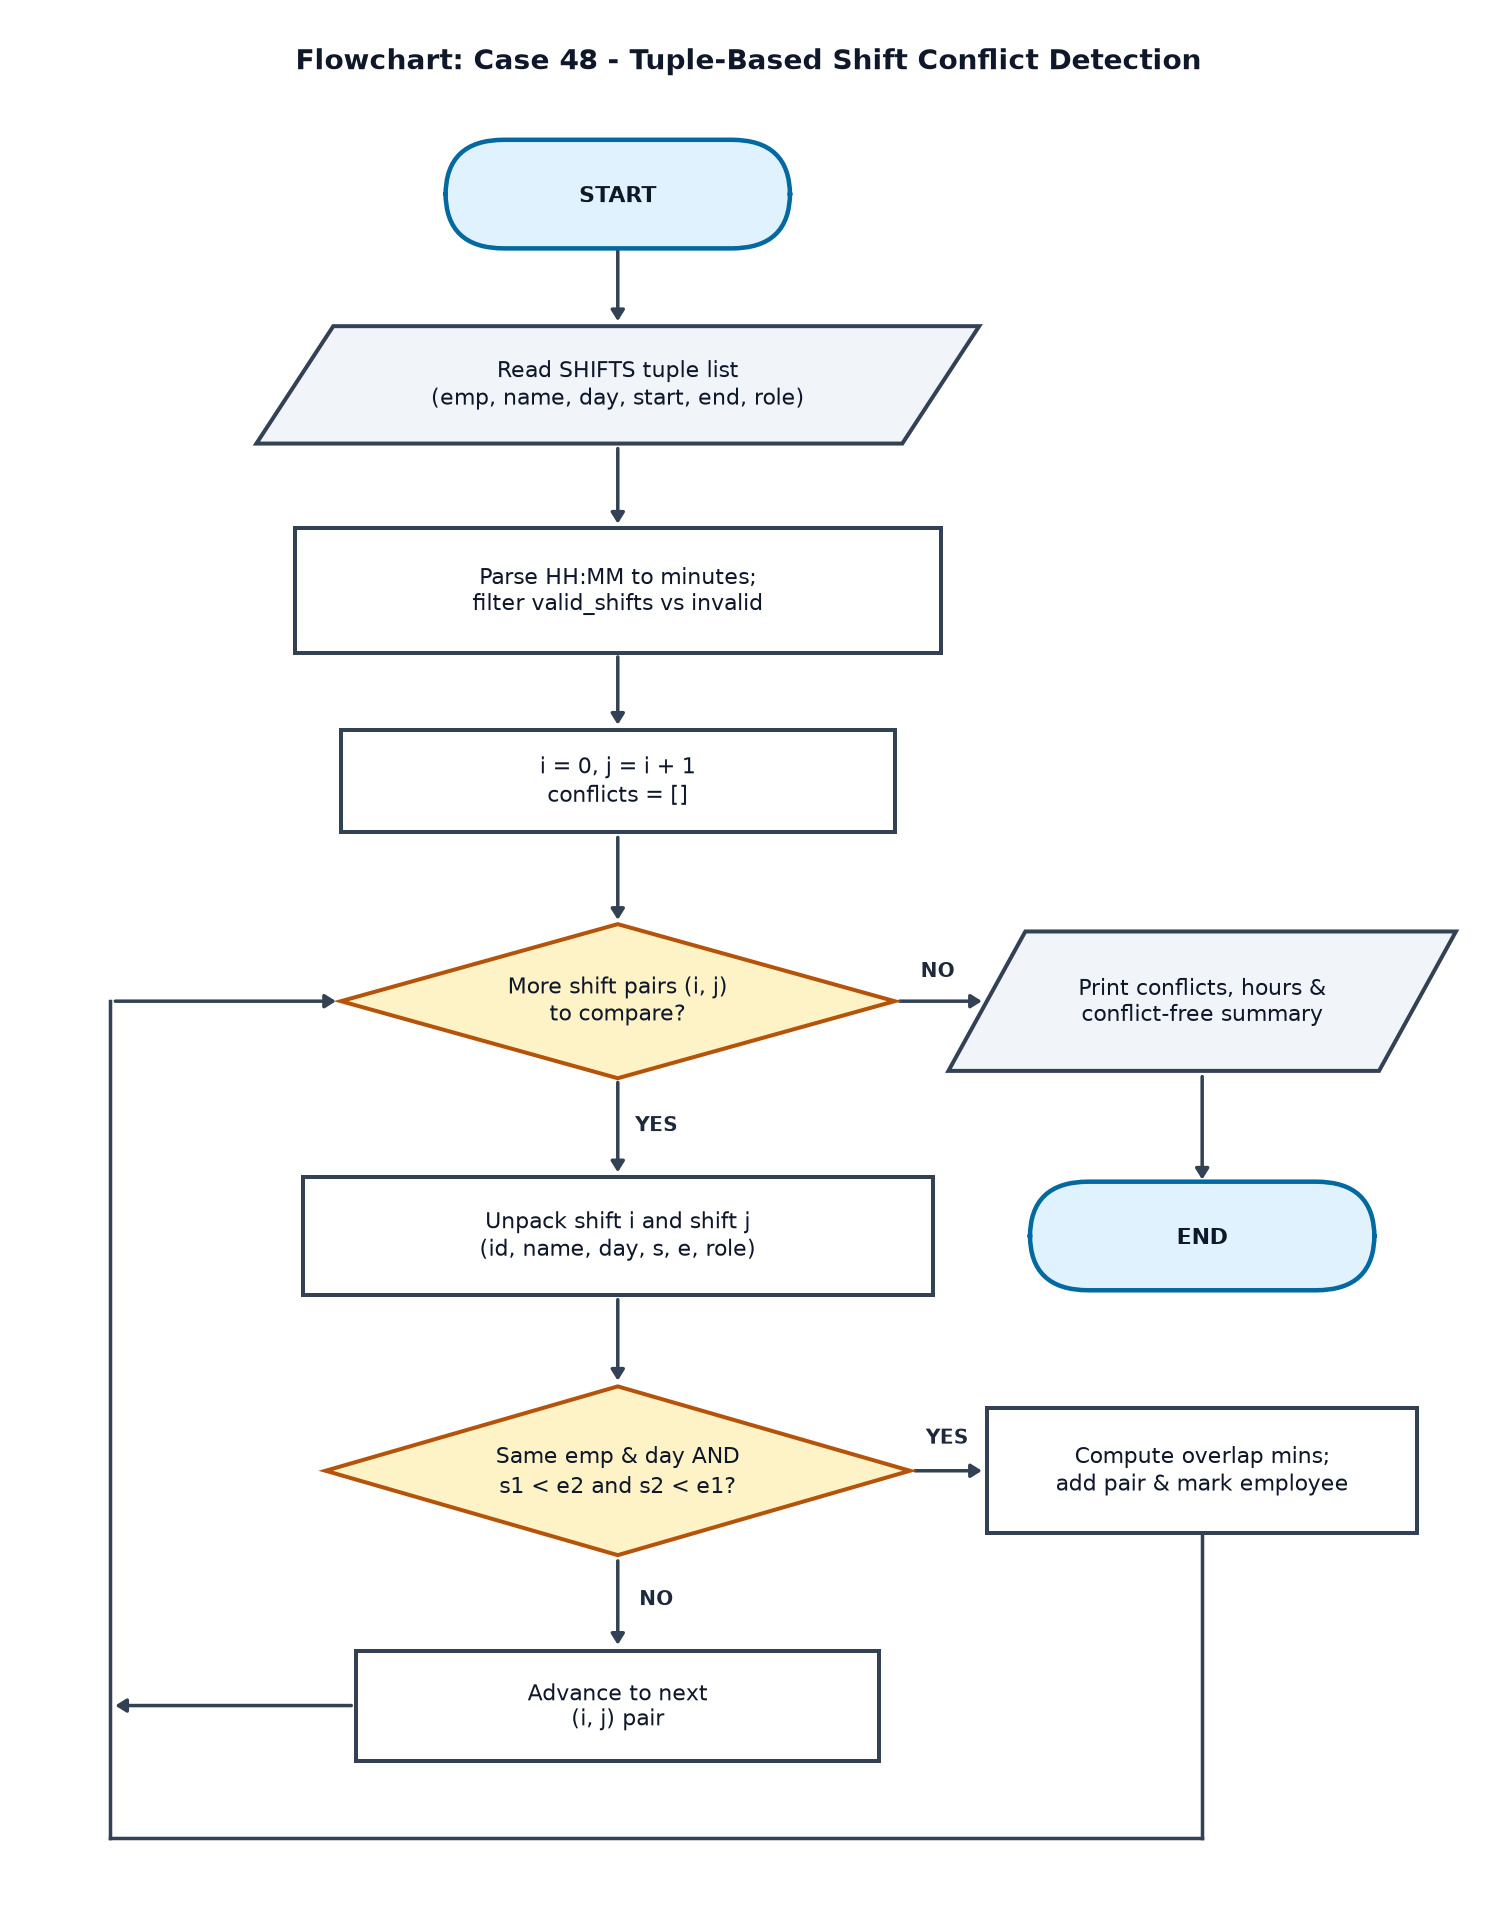 Flowchart: Case 48 - Tuple-Based Shift Conflict Detection
START
Read SHIFTS tuple list
(emp, name, day, start, end, role)
Parse HH:MM to minutes;
filter valid_shifts vs invalid
i = 0, j = i + 1
conflicts = []
More shift pairs (i, j)
to compare?
NO
Print conflicts, hours &
conflict-free summary
YES
Unpack shift i and shift j
(id, name, day, s, e, role)
END
Same emp & day AND
s1 < e2 and s2 < e1?
YES
Compute overlap mins;
add pair & mark employee
NO
Advance to next
(i, j) pair